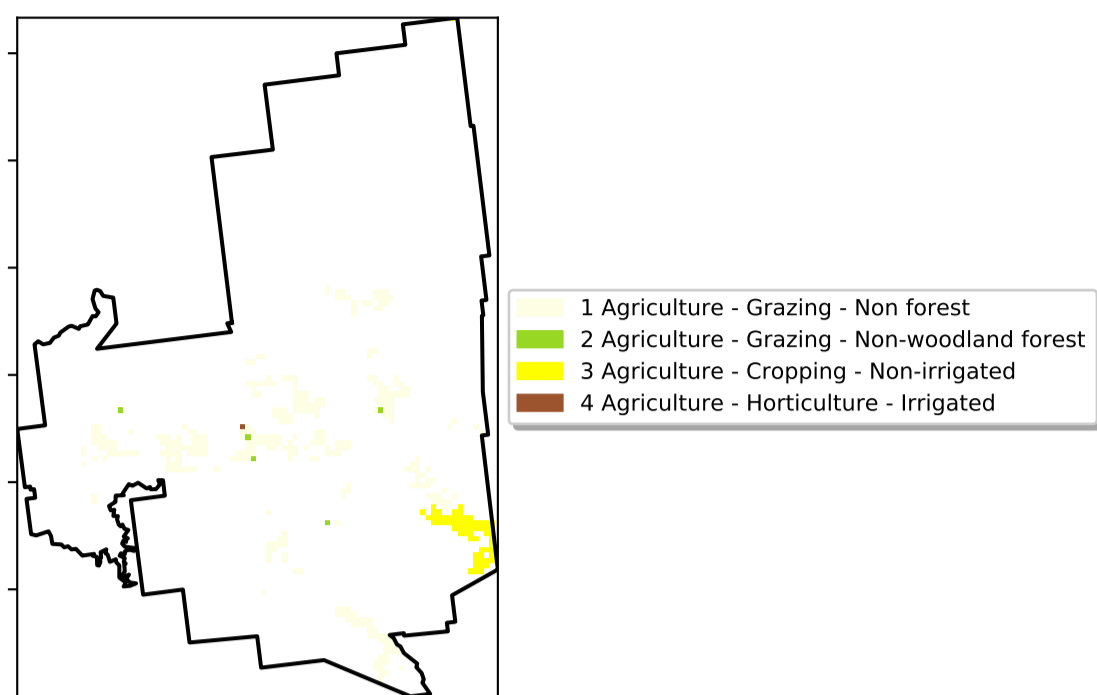 1 Agriculture - Grazing - Non forest
2 Agriculture - Grazing - Non-woodland forest
3 Agriculture - Cropping - Non-irrigated
4 Agriculture - Horticulture - Irrigated